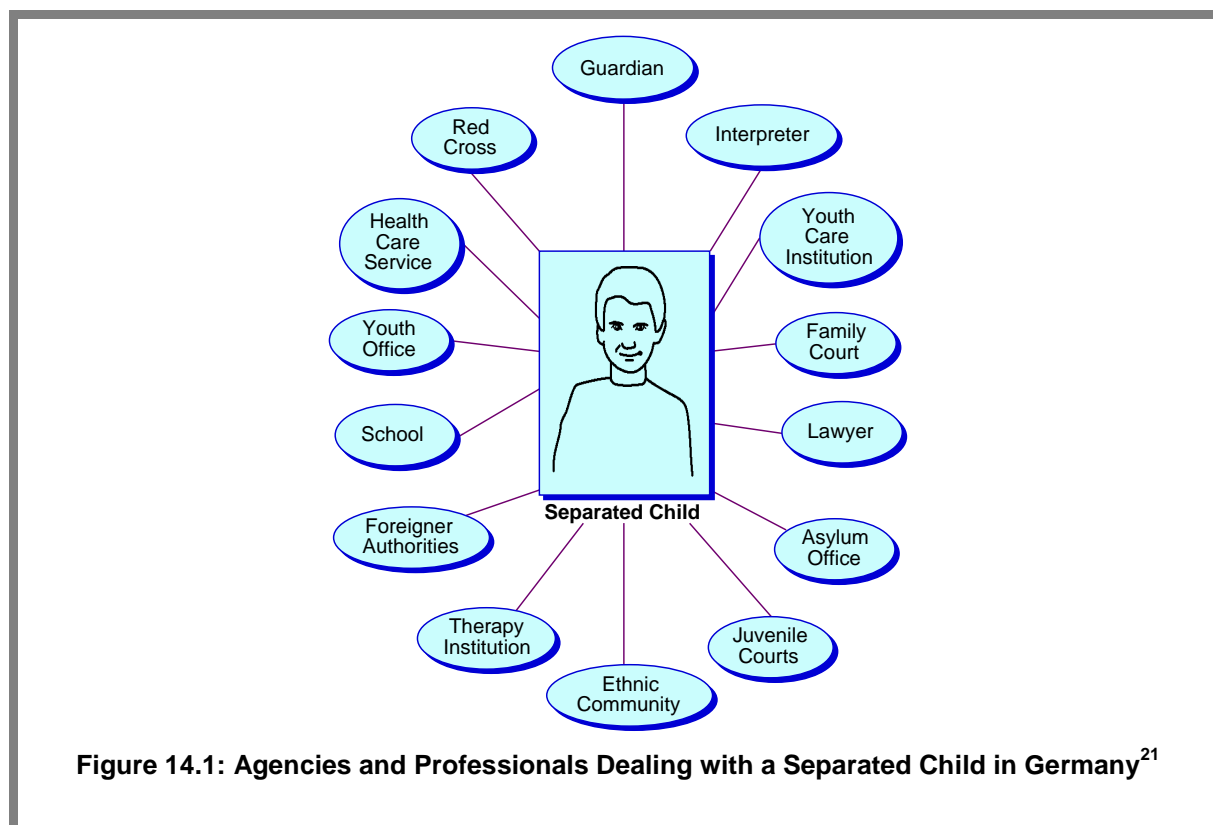 Guardian
Red
Cross
Interpreter
Health
Care
Service
Youth
Care
Institution
Youth
Office
Family
Court
School
Lawyer
Separated Child
Foreigner
Authorities
Asylum
Office
Therapy
Institution
Juvenile
Courts
Ethnic
Community
Figure 14.1: Agencies and Professionals Dealing with a Separated Child in Germany21